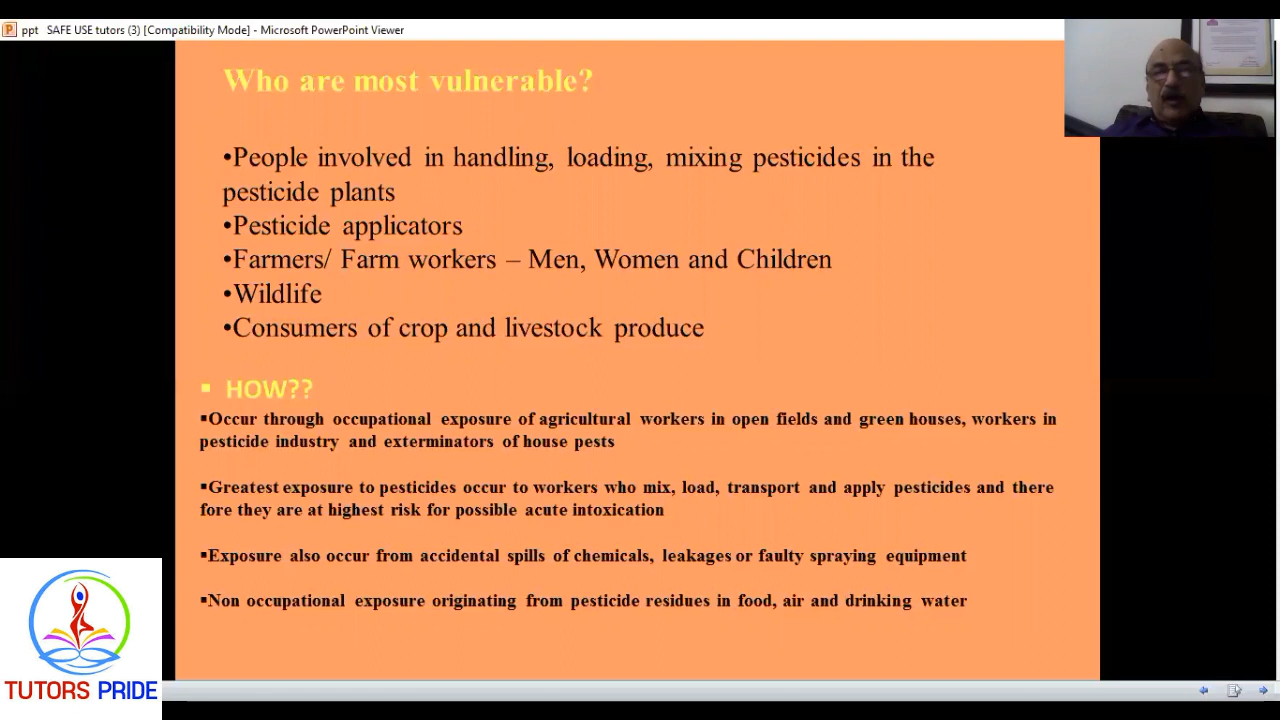 ppt SAFE USE tutors (3) [Compatibility Mode] - Microsoft PowerPoint Viewer
Who are most vulnerable?
•People involved in handling, loading, mixing pesticides in the
pesticide plants
•Pesticide applicators
•Farmers/ Farm workers – Men, Women and Children
•Wildlife
•Consumers of crop and livestock produce
▪ HOW??
▪Occur through occupational exposure of agricultural workers in open fields and green houses, workers in
pesticide industry and exterminators of house pests
▪Greatest exposure to pesticides occur to workers who mix, load, transport and apply pesticides and there
fore they are at highest risk for possible acute intoxication
▪Exposure also occur from accidental spills of chemicals, leakages or faulty spraying equipment
▪Non occupational exposure originating from pesticide residues in food, air and drinking water
TUTORS PRIDE